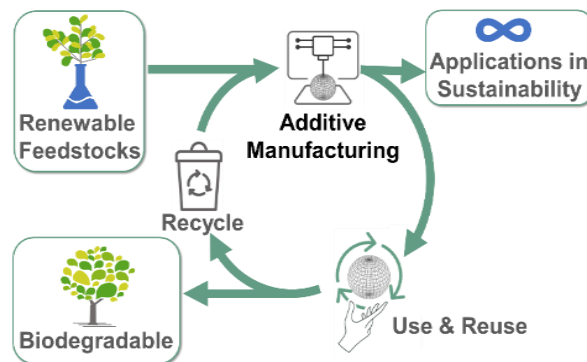 Renewable
Feedstocks
Additive
Manufacturing
Applications in
Sustainability
Recycle
Biodegradable
Use & Reuse